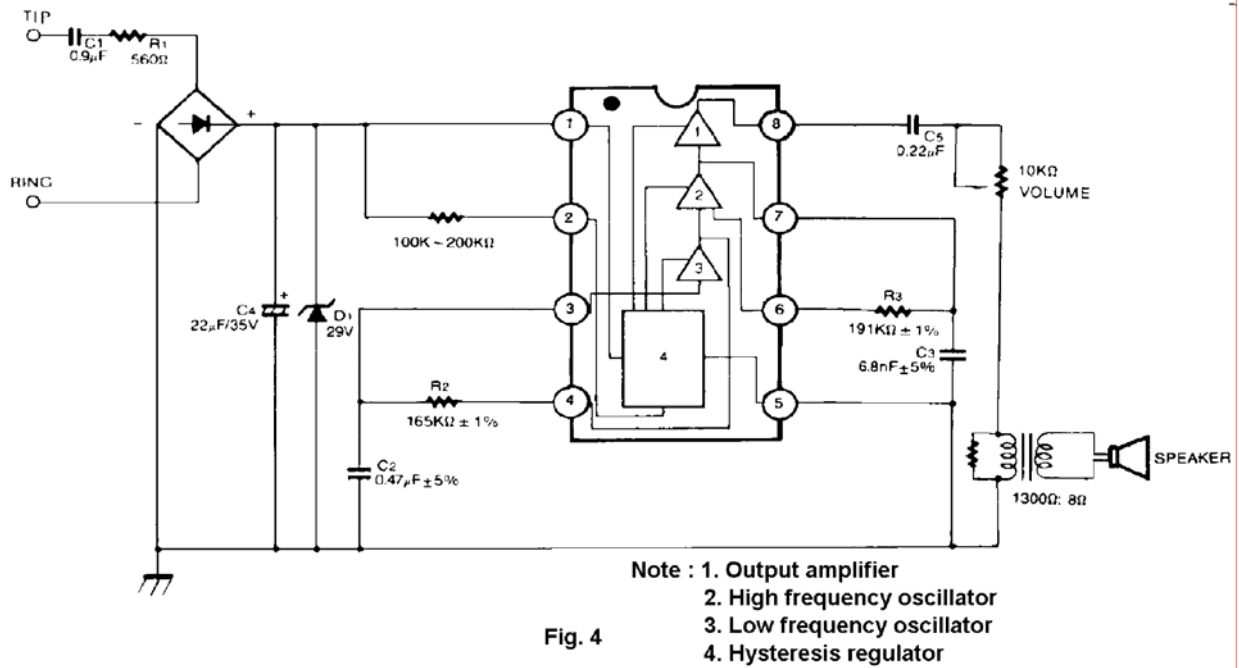 TIP
C1
0.9µF
R1
560Ω
-
+
RING
100K ~ 200KΩ
C4
+
22µF/35V
D1
29V
R2
165KΩ ± 1%
C2
0.47µF ± 5%
1
2
3
4
8
7
6
5
1
2
3
4
C5
0.22µF
10KΩ
VOLUME
R3
191KΩ ± 1%
C3
6.8nF ± 5%
SPEAKER
1300Ω: 8Ω
Note : 1. Output amplifier
2. High frequency oscillator
3. Low frequency oscillator
4. Hysteresis regulator
Fig. 4